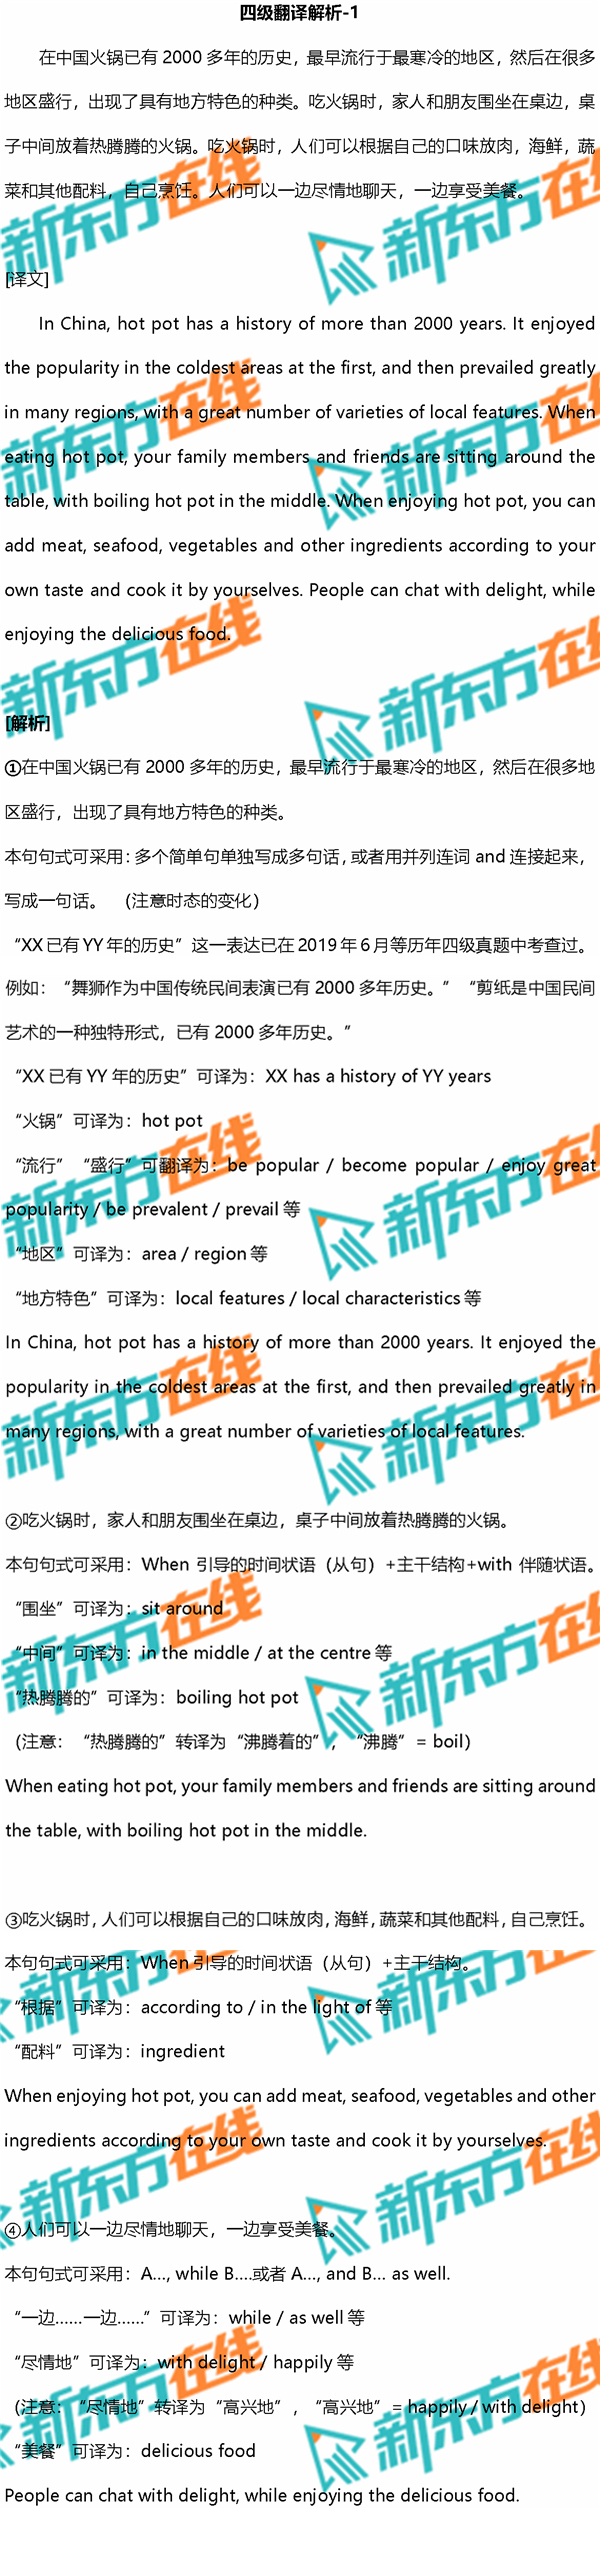 四级翻译解析-1
在中国火锅已有 2000 多年的历史，最早流行于最寒冷的地区，然后在很多
地区盛行，出现了具有地方特色的种类。吃火锅时，家人和朋友围坐在桌边，桌
子中间放着热腾腾的火锅。吃火锅时，人们可以根据自己的口味放肉，海鲜，蔬
菜和其他配料，自己烹饪。人们可以一边尽情地聊天，一边享受美餐。
[译文]
In China, hot pot has a history of more than 2000 years. It enjoyed
the popularity in the coldest areas at the first, and then prevailed greatly
in many regions, with a great number of varieties of local features. When
eating hot pot, your family members and friends are sitting around the
table, with boiling hot pot in the middle. When enjoying hot pot, you can
add meat, seafood, vegetables and other ingredients according to your
own taste and cook it by yourselves. People can chat with delight, while
enjoying the delicious food.
[解析]
①在中国火锅已有 2000 多年的历史，最早流行于最寒冷的地区，然后在很多地
区盛行，出现了具有地方特色的种类。
本句句式可采用：多个简单句单独写成多句话，或者用并列连词 and 连接起来，
写成一句话。 （注意时态的变化）
“XX 已有 YY 年的历史”这一表达已在 2019 年 6 月等历年四级真题中考查过。
例如：“舞狮作为中国传统民间表演已有 2000 多年历史。”“剪纸是中国民间
艺术的一种独特形式，已有 2000 多年历史。”
“XX 已有 YY 年的历史”可译为：XX has a history of YY years
“火锅”可译为：hot pot
“流行”“盛行”可翻译为：be popular / become popular / enjoy great
popularity / be prevalent / prevail 等
“地区”可译为：area / region 等
“地方特色”可译为：local features / local characteristics 等
In China, hot pot has a history of more than 2000 years. It enjoyed the
popularity in the coldest areas at the first, and then prevailed greatly in
many regions, with a great number of varieties of local features.
②吃火锅时，家人和朋友围坐在桌边，桌子中间放着热腾腾的火锅。
本句句式可采用：When 引导的时间状语（从句）+主干结构+with 伴随状语。
“围坐”可译为：sit around
“中间”可译为：in the middle / at the centre 等
“热腾腾的”可译为：boiling hot pot
（注意：“热腾腾的”转译为“沸腾着的”，“沸腾”= boil）
When eating hot pot, your family members and friends are sitting around
the table, with boiling hot pot in the middle.
③吃火锅时，人们可以根据自己的口味放肉，海鲜，蔬菜和其他配料，自己烹饪。
本句句式可采用：When 引导的时间状语（从句）+主干结构。
“根据”可译为：according to / in the light of 等
“配料”可译为：ingredient
When enjoying hot pot, you can add meat, seafood, vegetables and other
ingredients according to your own taste and cook it by yourselves.
④人们可以一边尽情地聊天，一边享受美餐。
本句句式可采用：A..., while B....或者 A..., and B... as well.
“一边……一边……”可译为：while / as well 等
“尽情地”可译为：with delight / happily 等
（注意：“尽情地”转译为“高兴地”，“高兴地”= happily / with delight）
“美餐”可译为：delicious food
People can chat with delight, while enjoying the delicious food.